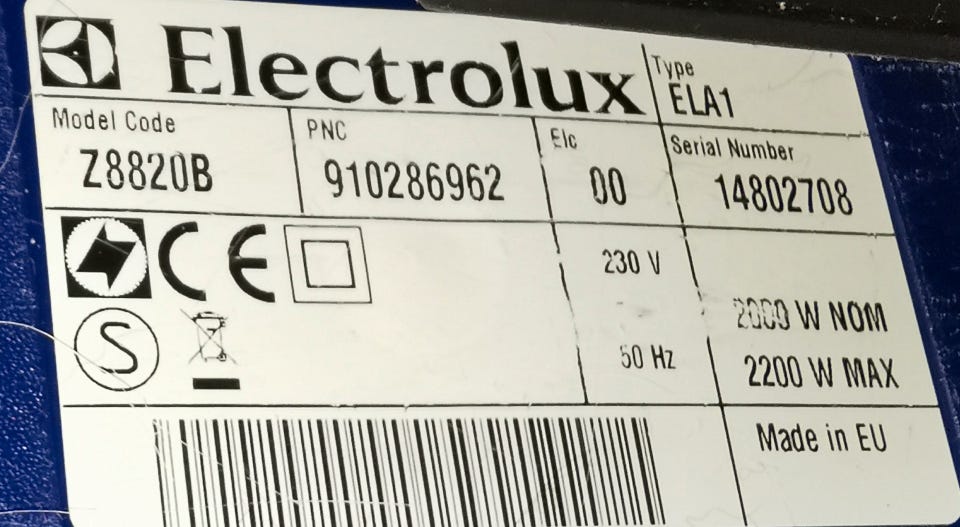 Electrolux
Type
ELA1
Model Code
Z8820B
PNC
910286962
Elc
00
Serial Number
14802708
CE
S
230 V
50 Hz
2000 W NOM
2200 W MAX
Made in EU